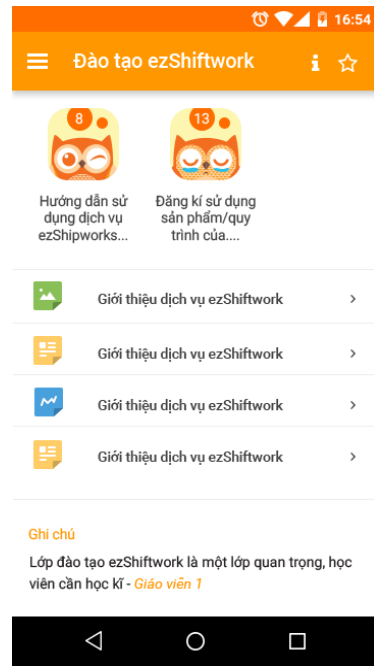 16:54
Đào tạo ezShiftwork
8
13
Hướng dẫn sử
dụng dịch vụ
ezShipworks...
Đăng kí sử dụng
sản phẩm/quy
trình của....
Giới thiệu dịch vụ ezShiftwork
Giới thiệu dịch vụ ezShiftwork
Giới thiệu dịch vụ ezShiftwork
Giới thiệu dịch vụ ezShiftwork
Ghi chú
Lớp đào tạo ezShiftwork là một lớp quan trọng, học
viên cần học kĩ - Giáo viên 1